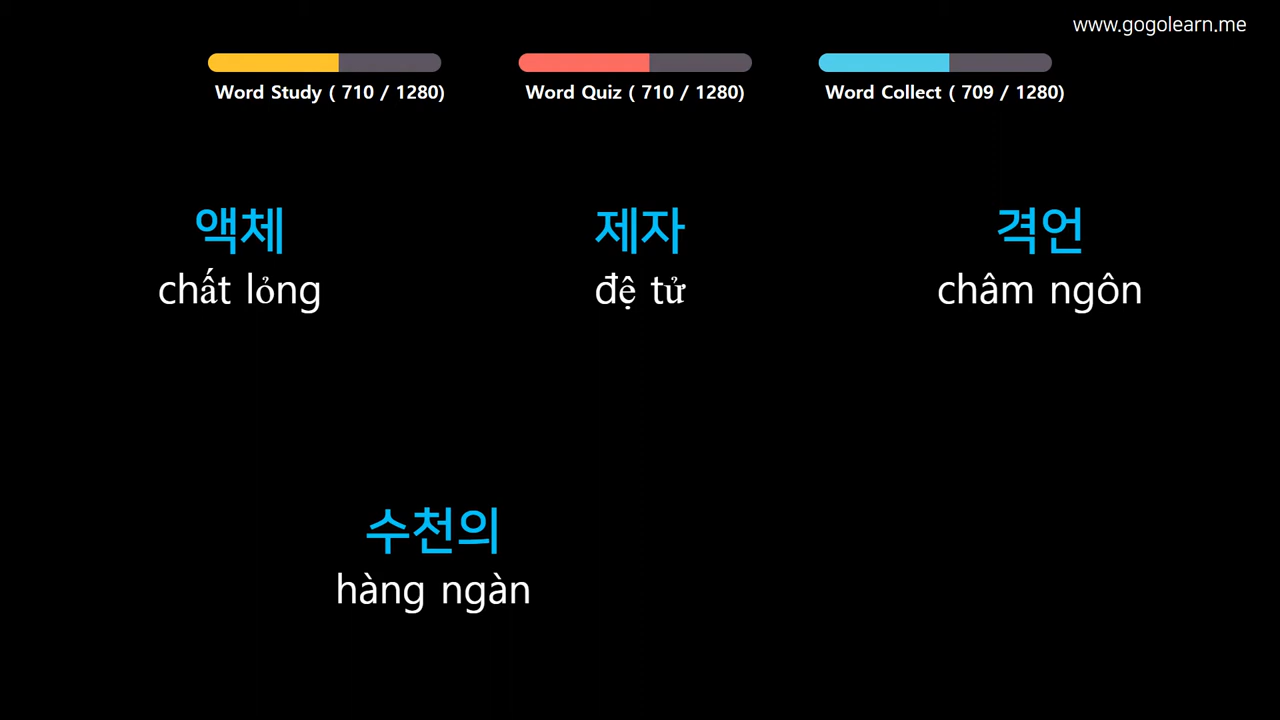 www.gogolearn.me
Word Study ( 710 / 1280)
Word Quiz ( 710 / 1280)
Word Collect ( 709 / 1280)
액체
chất lỏng
제자
đệ tử
격언
châm ngôn
수천의
hàng ngàn